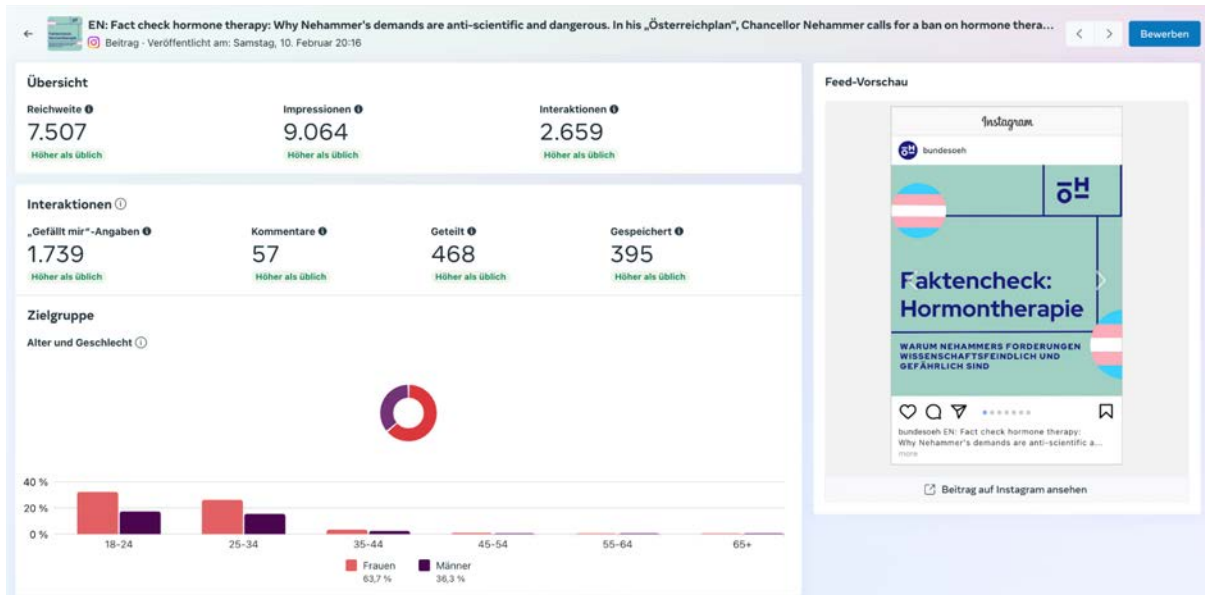 EN: Fact check hormone therapy: Why Nehammer's demands are anti-scientific and dangerous. In his „Österreichplan", Chancellor Nehammer calls for a ban on hormone thera...
Beitrag · Veröffentlicht am: Samstag, 10. Februar 20:16
Bewerben
Übersicht
Reichweite Impressionen Interaktionen
7.507 9.064 2.659
Höher als üblich Höher als üblich Höher als üblich
Interaktionen
„Gefällt mir"-Angaben Kommentare Geteilt Gespeichert
1.739 57 468 395
Höher als üblich Höher als üblich Höher als üblich Höher als üblich
Zielgruppe
Alter und Geschlecht
40 %
20 %
0 %
18-24 25-34 35-44 45-54 55-64 65+
Frauen Männer
63,7 % 36,3 %
Feed-Vorschau
Instagram
ōH bundesoeh
ōH
Faktencheck:
Hormontherapie
WARUM NEHAMMERS FORDERUNGEN
WISSENSCHAFTSFEINDLICH UND
GEFÄHRLICH SIND
bundesoeh EN: Fact check hormone therapy:
Why Nehammer's demands are anti-scientific a...
more
Beitrag auf Instagram ansehen